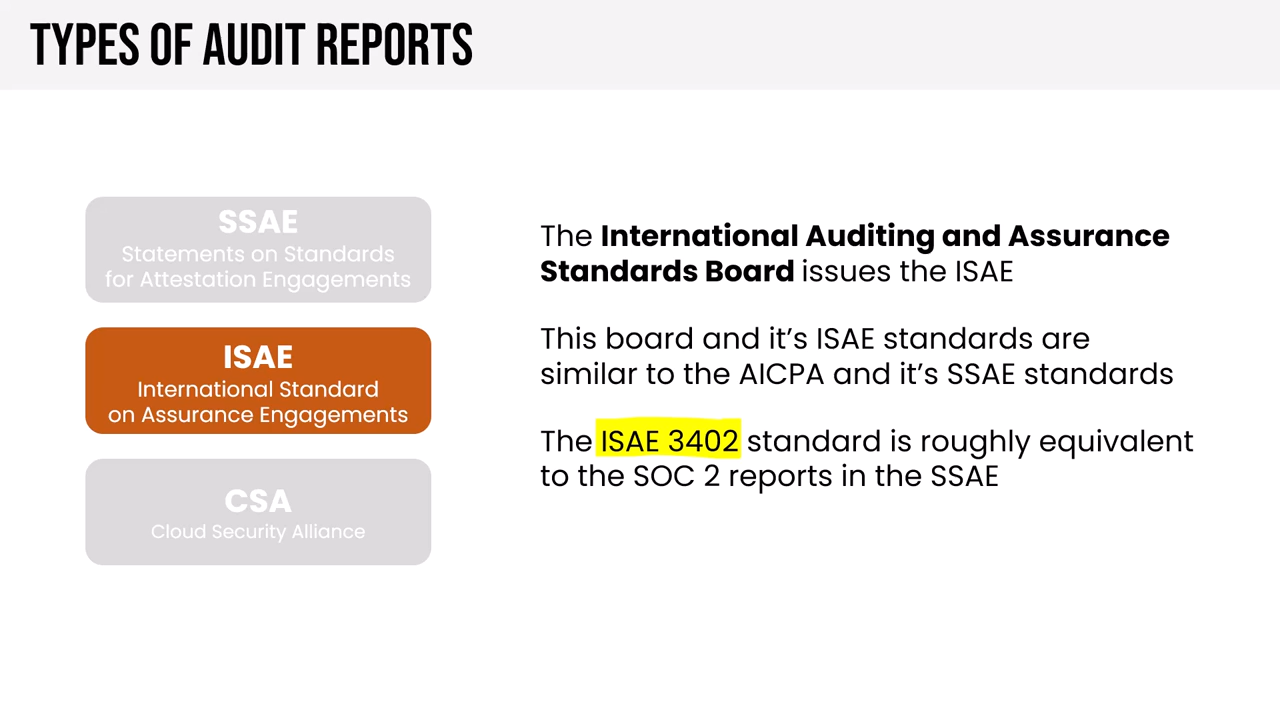 TYPES OF AUDIT REPORTS
SSAE
Statements on Standards
for Attestation Engagements
ISAE
International Standard
on Assurance Engagements
CSA
Cloud Security Alliance
The International Auditing and Assurance
Standards Board issues the ISAE
This board and it's ISAE standards are
similar to the AICPA and it's SSAE standards
The ISAE 3402 standard is roughly equivalent
to the SOC 2 reports in the SSAE